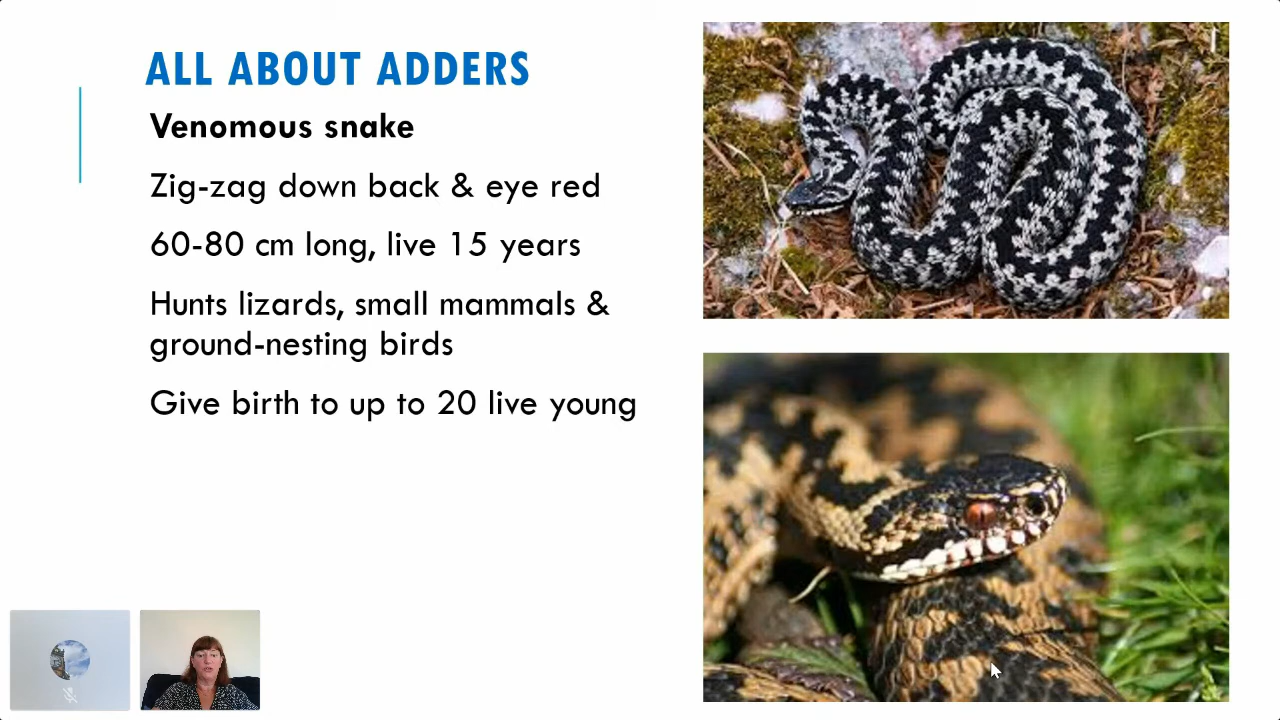 ALL ABOUT ADDERS
Venomous snake
Zig-zag down back & eye red
60-80 cm long, live 15 years
Hunts lizards, small mammals &
ground-nesting birds
Give birth to up to 20 live young